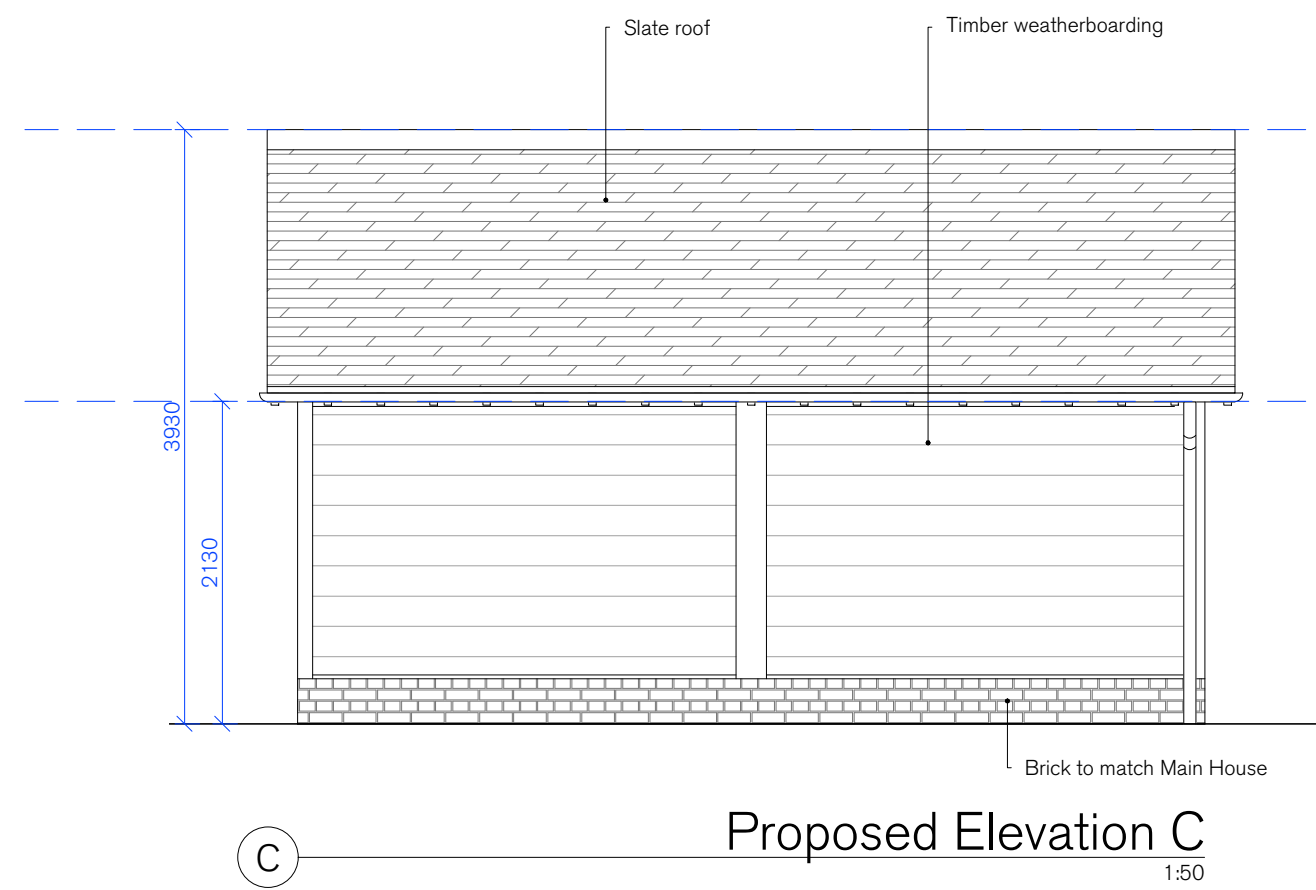 Slate roof
Timber weatherboarding
3930
2130
Brick to match Main House
Proposed Elevation C
C
1:50